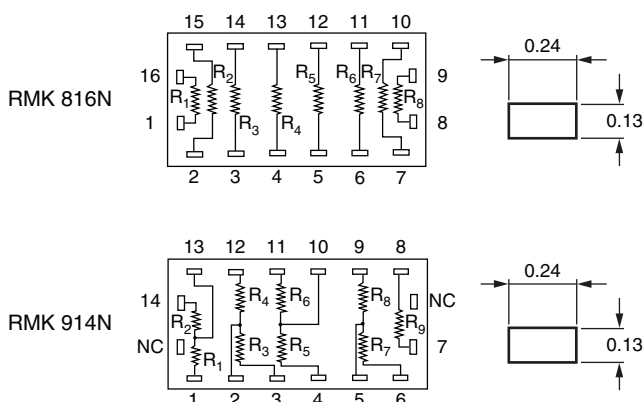 15 14 13 12 11 10
0.24
RMK 816N
16 R1 R2 R3 R4 R5 R6 R7 R8 9
1 8
0.13
2 3 4 5 6 7
13 12 11 10 9 8
0.24
RMK 914N
14 R2 R4 R6 R8 NC
NC R1 R3 R5 R7 R9 7
0.13
1 2 3 4 5 6